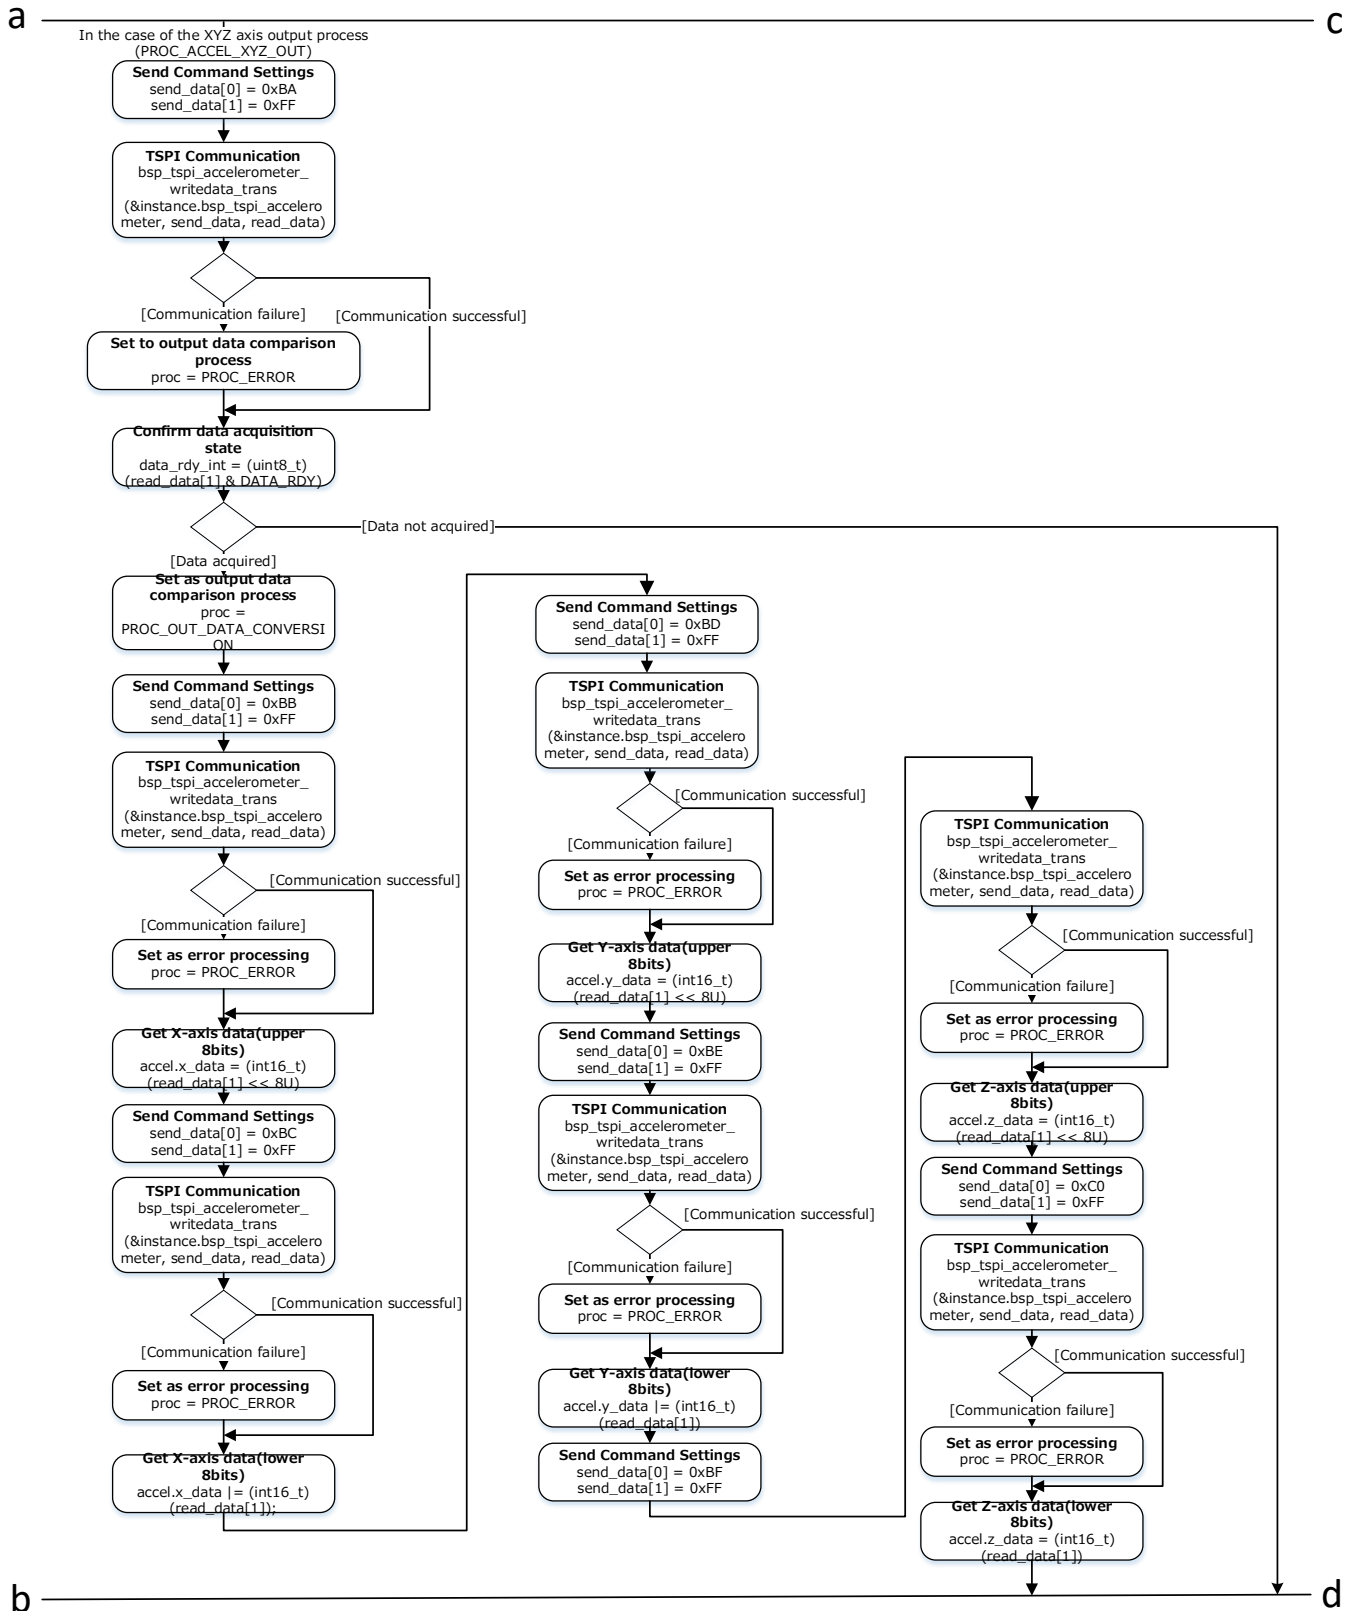 a
c
In the case of the XYZ axis output process
(PROC_ACCEL_XYZ_OUT)
Send Command Settings
send_data[0] = 0xBA
send_data[1] = 0xFF
TSPI Communication
bsp_tspi_accelerometer_
writedata_trans
(&instance.bsp_tspi_accelero
meter, send_data, read_data)
[Communication failure]
[Communication successful]
Set to output data comparison
process
proc = PROC_ERROR
Confirm data acquisition
state
data_rdy_int = (uint8_t)
(read_data[1] & DATA_RDY)
[Data not acquired]
[Data acquired]
Set as output data
comparison process
proc =
PROC_OUT_DATA_CONVERSI
ON
Send Command Settings
send_data[0] = 0xBB
send_data[1] = 0xFF
TSPI Communication
bsp_tspi_accelerometer_
writedata_trans
(&instance.bsp_tspi_accelero
meter, send_data, read_data)
[Communication successful]
[Communication failure]
Set as error processing
proc = PROC_ERROR
Get X-axis data(upper
8bits)
accel.x_data = (int16_t)
(read_data[1] << 8U)
Send Command Settings
send_data[0] = 0xBC
send_data[1] = 0xFF
TSPI Communication
bsp_tspi_accelerometer_
writedata_trans
(&instance.bsp_tspi_accelero
meter, send_data, read_data)
[Communication successful]
[Communication failure]
Set as error processing
proc = PROC_ERROR
Get X-axis data(lower
8bits)
accel.x_data |= (int16_t)
(read_data[1]);
Send Command Settings
send_data[0] = 0xBD
send_data[1] = 0xFF
TSPI Communication
bsp_tspi_accelerometer_
writedata_trans
(&instance.bsp_tspi_accelero
meter, send_data, read_data)
[Communication successful]
[Communication failure]
Set as error processing
proc = PROC_ERROR
Get Y-axis data(upper
8bits)
accel.y_data = (int16_t)
(read_data[1] << 8U)
Send Command Settings
send_data[0] = 0xBE
send_data[1] = 0xFF
TSPI Communication
bsp_tspi_accelerometer_
writedata_trans
(&instance.bsp_tspi_accelero
meter, send_data, read_data)
[Communication successful]
[Communication failure]
Set as error processing
proc = PROC_ERROR
Get Y-axis data(lower
8bits)
accel.y_data |= (int16_t)
(read_data[1])
Send Command Settings
send_data[0] = 0xBF
send_data[1] = 0xFF
TSPI Communication
bsp_tspi_accelerometer_
writedata_trans
(&instance.bsp_tspi_accelero
meter, send_data, read_data)
[Communication successful]
[Communication failure]
Set as error processing
proc = PROC_ERROR
Get Z-axis data(upper
8bits)
accel.z_data = (int16_t)
(read_data[1] << 8U)
Send Command Settings
send_data[0] = 0xC0
send_data[1] = 0xFF
TSPI Communication
bsp_tspi_accelerometer_
writedata_trans
(&instance.bsp_tspi_accelero
meter, send_data, read_data)
[Communication successful]
[Communication failure]
Set as error processing
proc = PROC_ERROR
Get Z-axis data(lower
8bits)
accel.z_data = (int16_t)
(read_data[1])
b
d